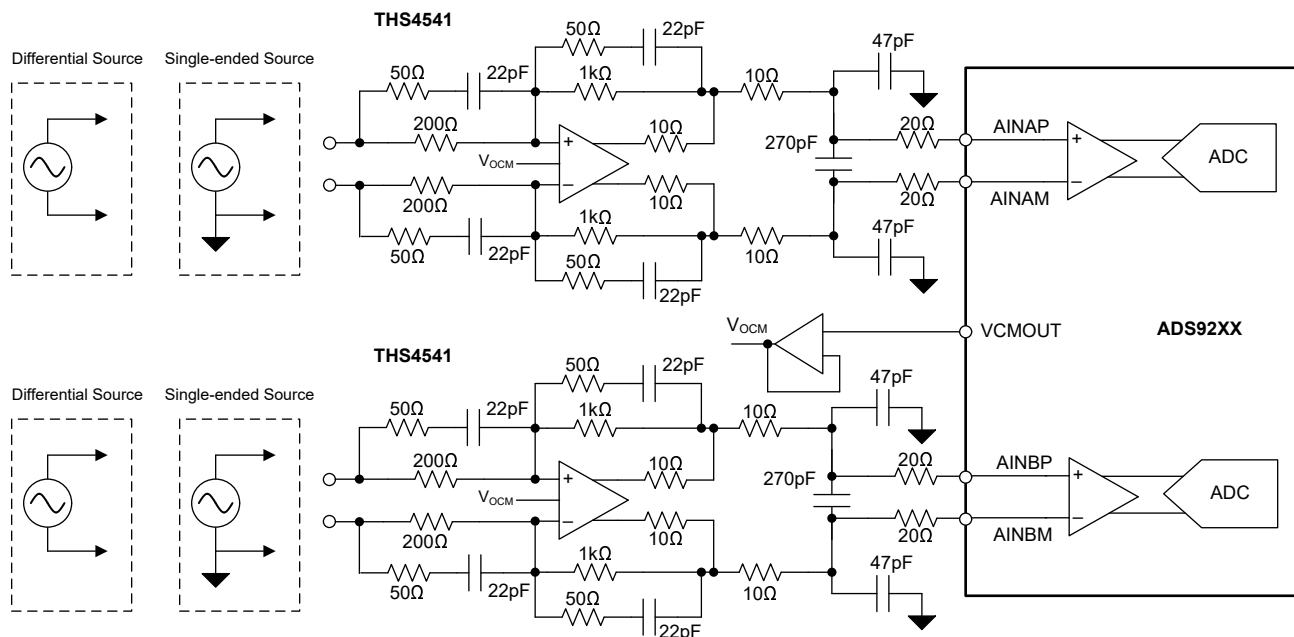 THS4541
Differential Source
Single-ended Source
50Ω
22pF
50Ω
22pF
1kΩ
200Ω
10Ω
10Ω
47pF
+
VOCM
−
270pF
20Ω
AINAP
+
ADC
200Ω
10Ω
20Ω
AINAM
−
50Ω
22pF
1kΩ
50Ω
22pF
10Ω
47pF
VOCM
VCMOUT
ADS92XX
THS4541
Differential Source
Single-ended Source
50Ω
22pF
50Ω
22pF
1kΩ
200Ω
10Ω
10Ω
47pF
+
VOCM
−
270pF
20Ω
AINBP
+
ADC
200Ω
10Ω
20Ω
AINBM
−
50Ω
22pF
1kΩ
50Ω
22pF
10Ω
47pF